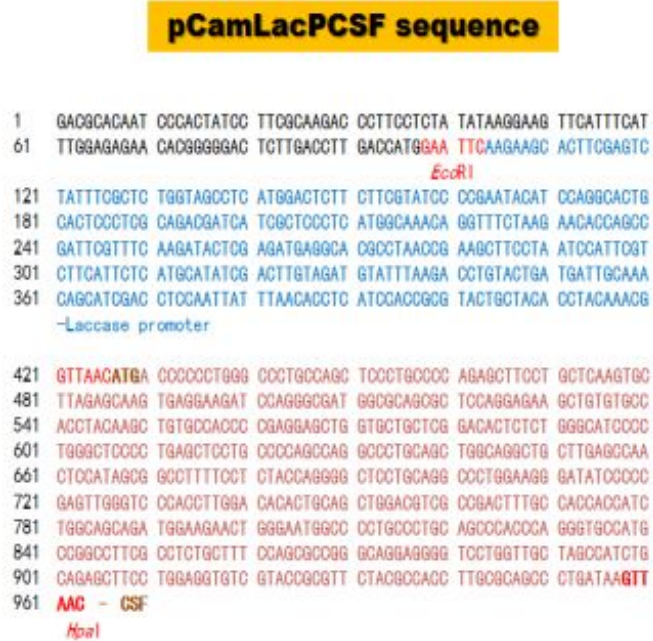 pCamLacPCSF sequence
1 GACGCACAAT CCCACTATCC TTCGCAAGAC CCTTCCTCTA TATAAGGAAG TTCATTTCAT
61 TTGGAGAGAA CACGGGGGAC TCTTGACCTT GACCATGGAA TTCAAGAAGC ACTTCGAGTC
EcoRI
121 TATTTCGCTC TGGTAGCCTC ATGGACTCTT CTTCGTATCC CCGAATACAT CCAGGCACTG
181 CACTCCCTCG CAGACGATCA TCGCTCCCTC ATGGCAAACA GGTTTCTAAG AACACCAGCC
241 GATTCGTTTC AAGATACTCG AGATGAGGCA CGCCTAACCG AAGCTTCCTA ATCCATTCGT
301 CTTCATTCTC ATGCATATCG ACTTGTAGAT GTATTTAAGA CCTGTACTGA TGATTGCAAA
361 CAGCATCGAC CTCCAATTAT TTAACACCTC ATCCACCGCG TACTGCTACA CCTACAAACG
-Laccase promoter
421 GTTAACATGA CCCCCCTGGG CCCTGCCAGC TCCCTGCCCC AGAGCTTCCT GCTCAAGTGC
481 TTAGAGCAAG TGAGGAAGAT CCAGGGCGAT GGCGCAGCGC TCCAGGAGAA GCTGTGTGCC
541 ACCTACAAGC TGTGCCACCC CGAGGAGCTG GTGCTGCTCG GACACTCTCT GGGCATCCCC
601 TGGGCTCCCC TGAGCTCCTG CCCCAGCCAG GCCCTGCAGC TGGCAGGCTG CTTGAGCCAA
661 CTCCATAGCG GCCTTTTCCT CTACCAGGGG CTCCTGCAGG CCCTGGAAGG GATATCCCCC
721 GAGTTGGGTC CCACCTTGGA CACACTGCAG CTGGACGTCG CCGACTTTGC CACCACCATC
781 TGGCAGCAGA TGGAAGAACT GGGAATGGCC CCTGCCCTGC AGCCCACCCA GGGTGCCATG
841 CCGGCCTTCG CCTCTGCTTT CCAGCGCCGG GCAGGAGGGG TCCTGGTTGC TAGCCATCTG
901 CAGAGCTTCC TGGAGGTGTC GTACCGCGTT CTACGCCACC TTGCGCAGCC CTGATAAGTT
961 AAC - CSF
HpaI